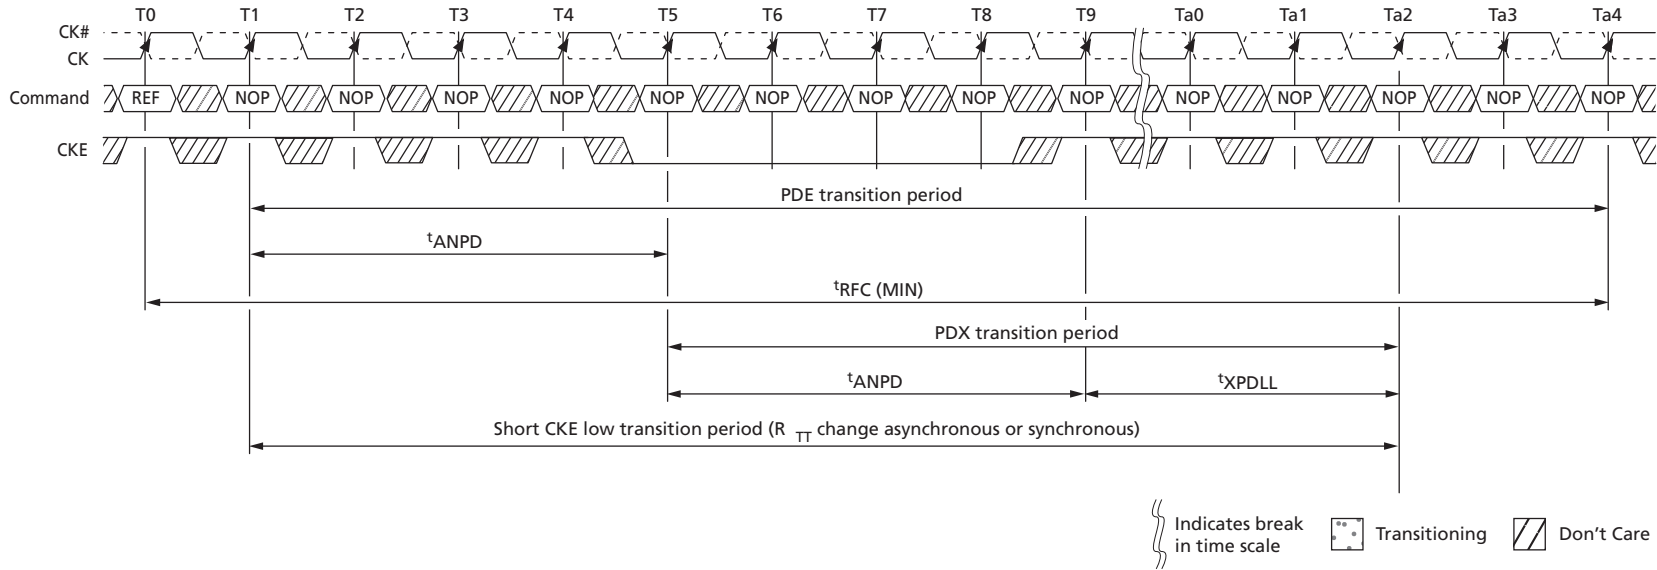 T0 T1 T2 T3 T4 T5 T6 T7 T8 T9 Ta0 Ta1 Ta2 Ta3 Ta4
CK#
CK
Command REF NOP NOP NOP NOP NOP NOP NOP NOP NOP NOP NOP NOP NOP NOP
CKE
PDE transition period
tANPD
tRFC (MIN)
PDX transition period
tANPD tXPDLL
Short CKE low transition period (R TT change asynchronous or synchronous)
Indicates break
in time scale
Transitioning
Don't Care